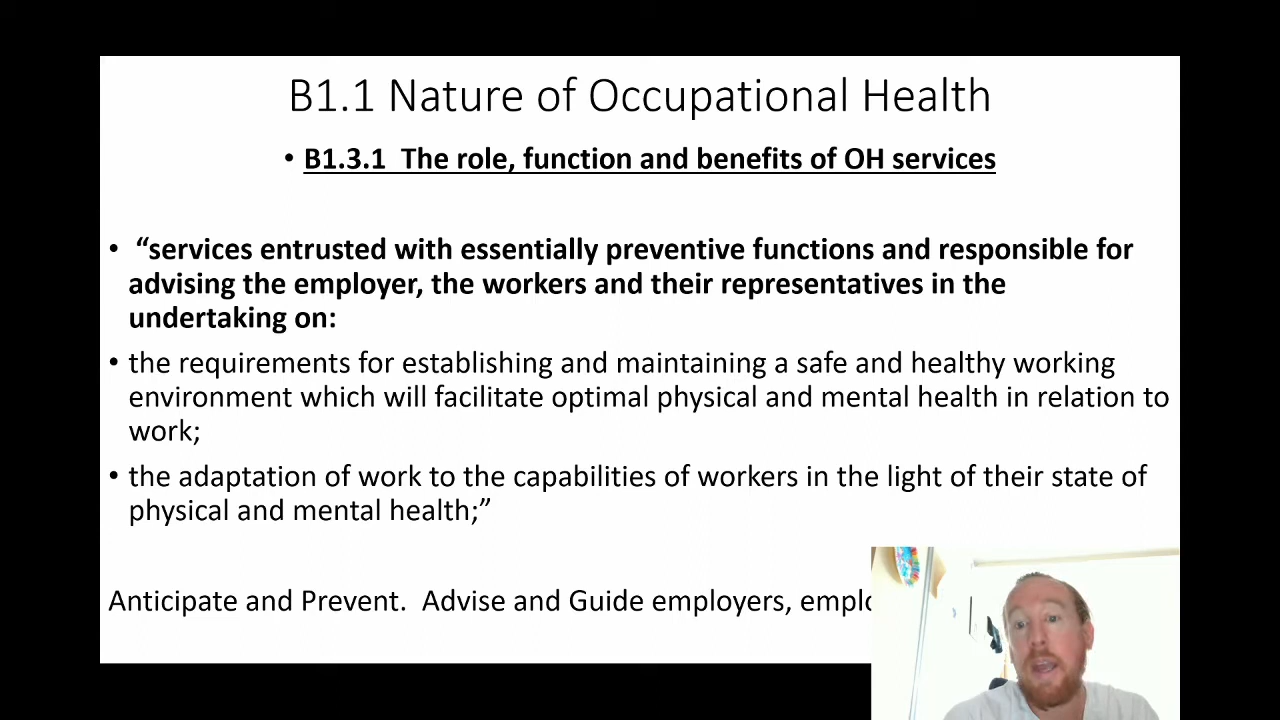 B1.1 Nature of Occupational Health
• B1.3.1 The role, function and benefits of OH services
• “services entrusted with essentially preventive functions and responsible for
advising the employer, the workers and their representatives in the
undertaking on:
• the requirements for establishing and maintaining a safe and healthy working
environment which will facilitate optimal physical and mental health in relation to
work;
• the adaptation of work to the capabilities of workers in the light of their state of
physical and mental health;”
Anticipate and Prevent. Advise and Guide employers,